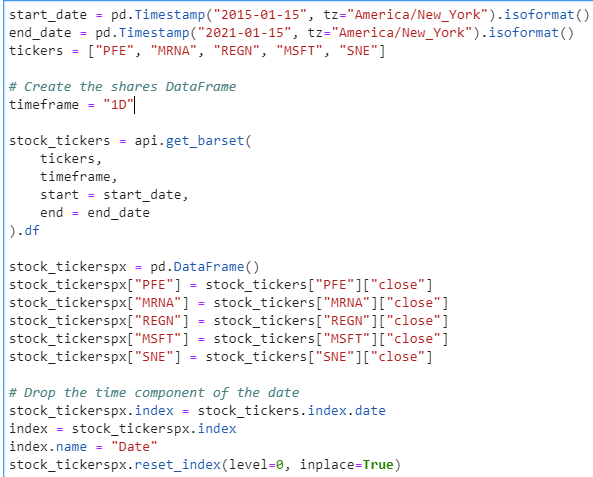 start_date = pd.Timestamp("2015-01-15", tz="America/New_York").isoformat()
end_date = pd.Timestamp("2021-01-15", tz="America/New_York").isoformat()
tickers = ["PFE", "MRNA", "REGN", "MSFT", "SNE"]

# Create the shares DataFrame
timeframe = "1D"

stock_tickers = api.get_barset(
    tickers,
    timeframe,
    start = start_date,
    end = end_date
).df

stock_tickerspx = pd.DataFrame()
stock_tickerspx["PFE"] = stock_tickers["PFE"]["close"]
stock_tickerspx["MRNA"] = stock_tickers["MRNA"]["close"]
stock_tickerspx["REGN"] = stock_tickers["REGN"]["close"]
stock_tickerspx["MSFT"] = stock_tickers["MSFT"]["close"]
stock_tickerspx["SNE"] = stock_tickers["SNE"]["close"]

# Drop the time component of the date
stock_tickerspx.index = stock_tickers.index.date
index = stock_tickerspx.index
index.name = "Date"
stock_tickerspx.reset_index(level=0, inplace=True)